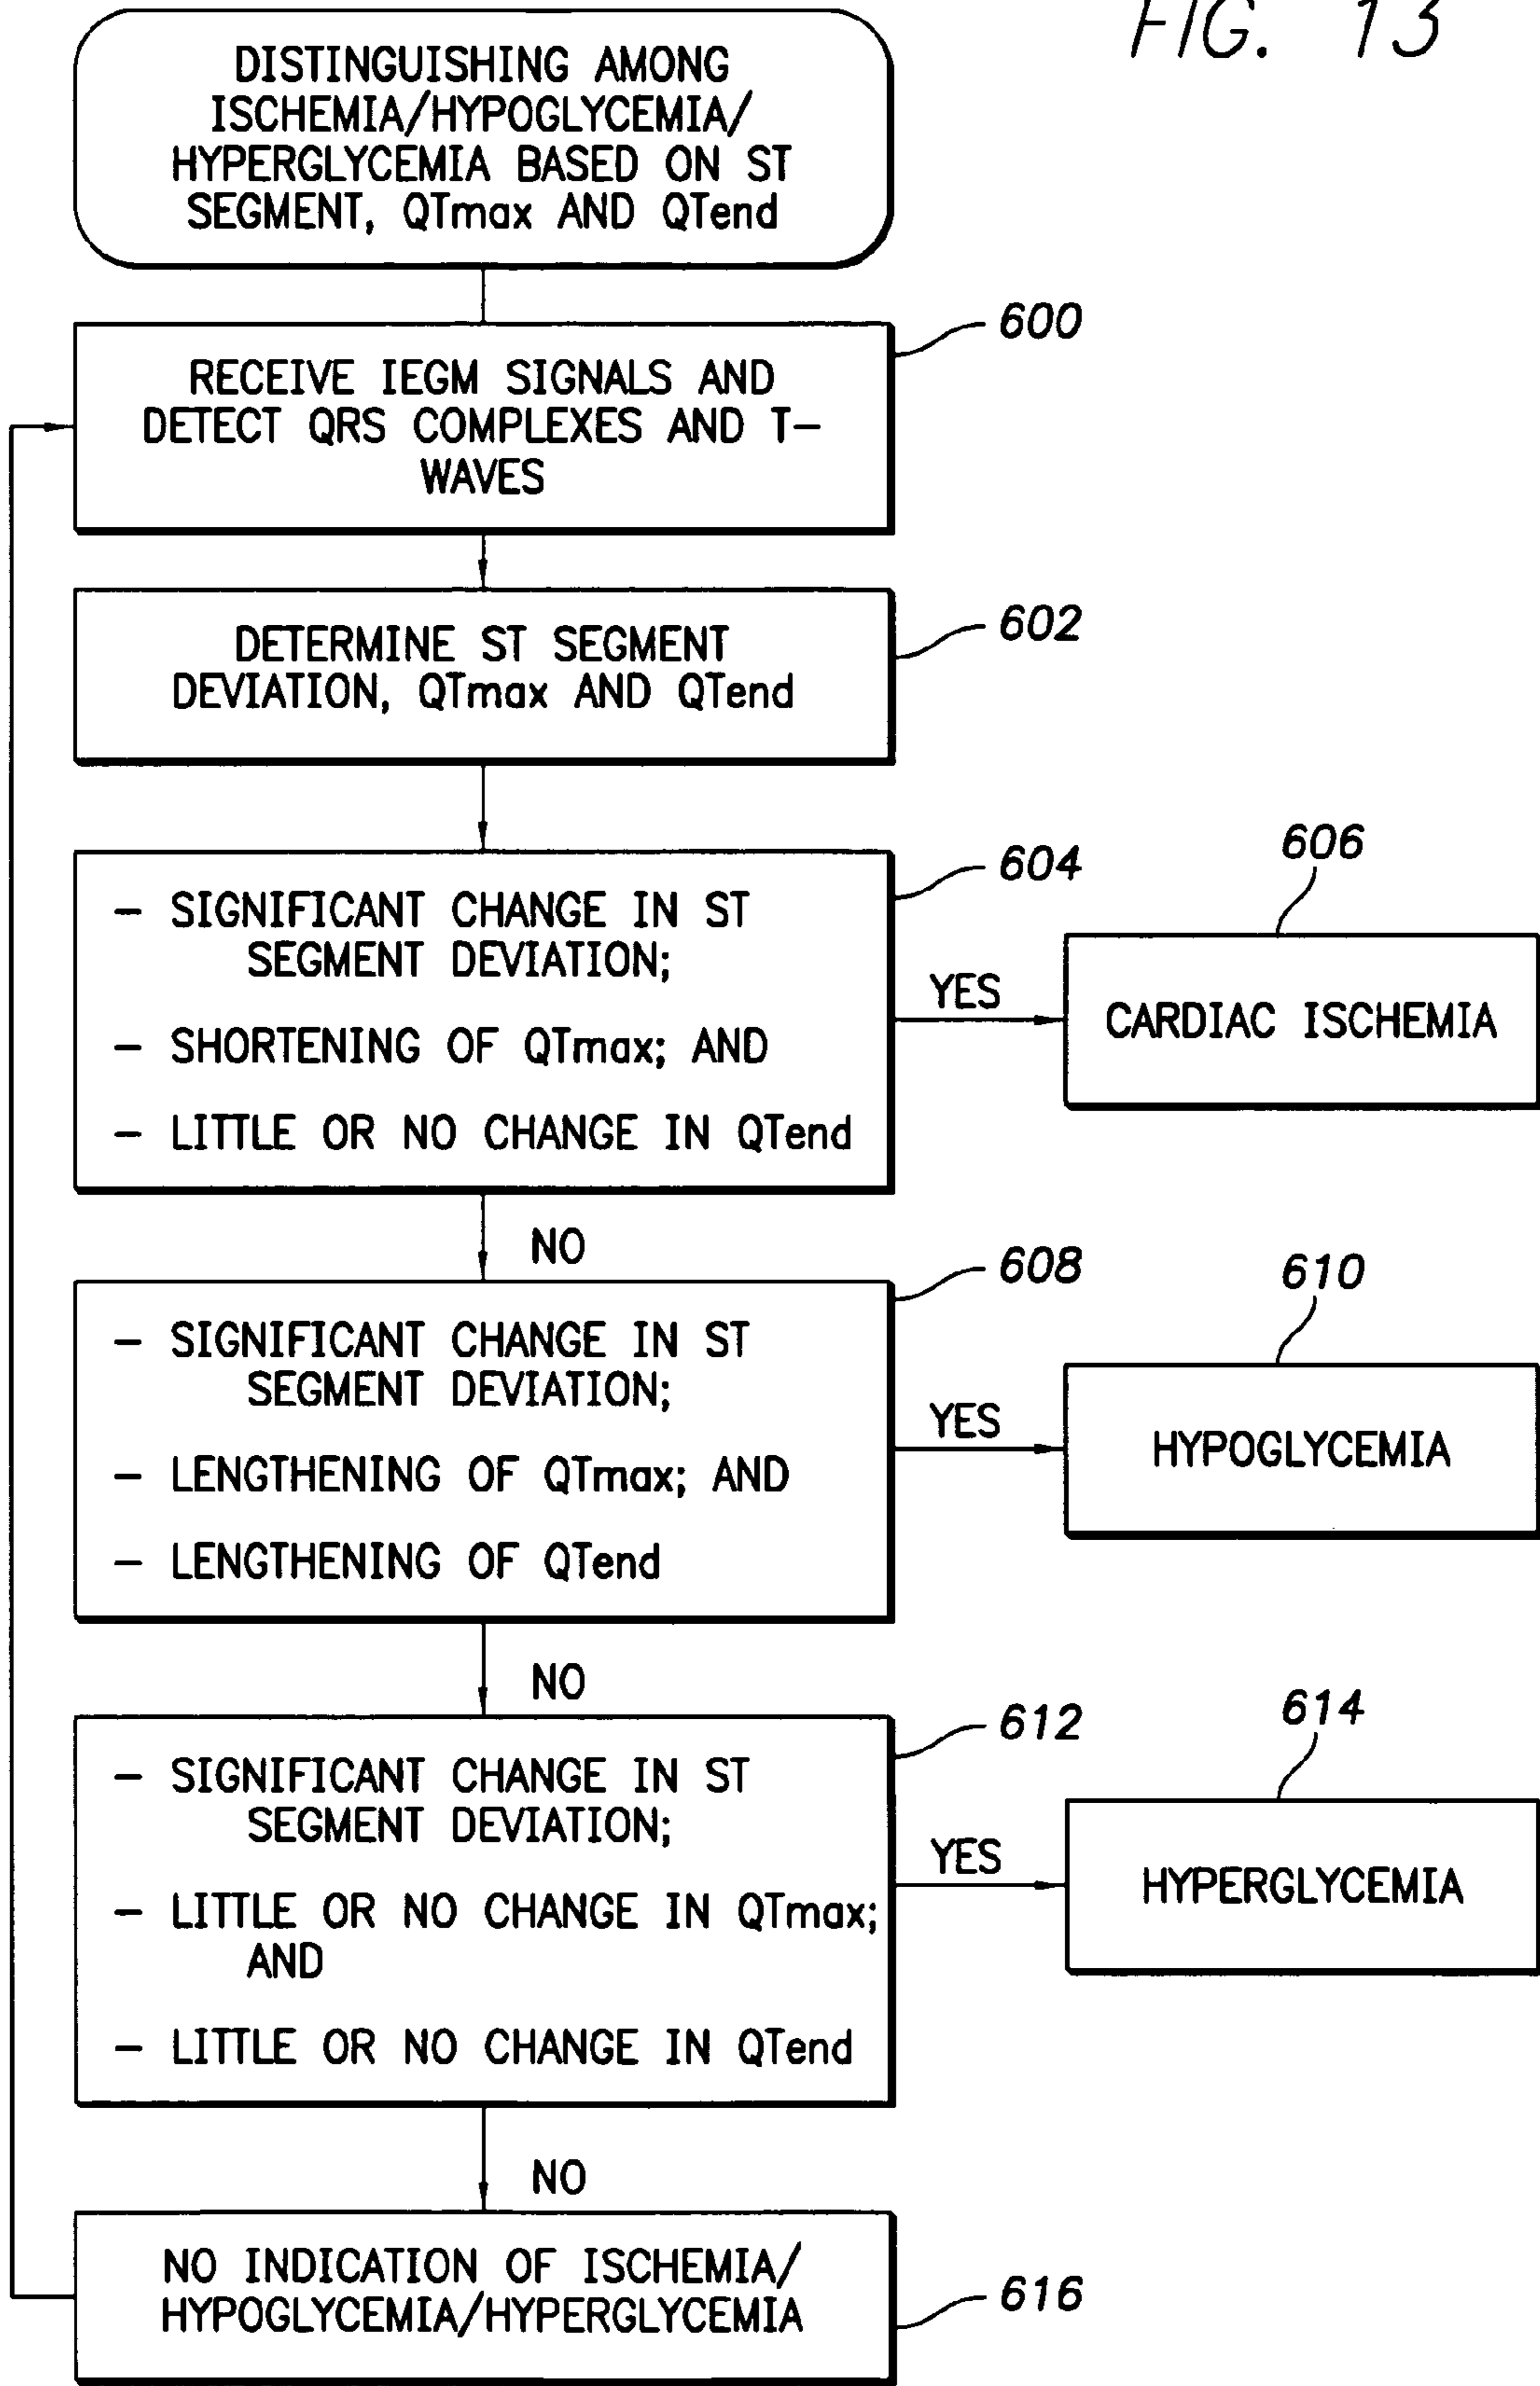 FIG. 13
DISTINGUISHING AMONG
ISCHEMIA/HYPOGLYCEMIA/
HYPERGLYCEMIA BASED ON ST
SEGMENT, QTmax AND QTend
600
RECEIVE IEGM SIGNALS AND
DETECT QRS COMPLEXES AND T-
WAVES
602
DETERMINE ST SEGMENT
DEVIATION, QTmax AND QTend
604
- SIGNIFICANT CHANGE IN ST
SEGMENT DEVIATION;
- SHORTENING OF QTmax; AND
- LITTLE OR NO CHANGE IN QTend
YES
606
CARDIAC ISCHEMIA
NO
608
- SIGNIFICANT CHANGE IN ST
SEGMENT DEVIATION;
- LENGTHENING OF QTmax; AND
- LENGTHENING OF QTend
YES
610
HYPOGLYCEMIA
NO
612
- SIGNIFICANT CHANGE IN ST
SEGMENT DEVIATION;
- LITTLE OR NO CHANGE IN QTmax;
AND
- LITTLE OR NO CHANGE IN QTend
YES
614
HYPERGLYCEMIA
NO
NO INDICATION OF ISCHEMIA/
HYPOGLYCEMIA/HYPERGLYCEMIA
616